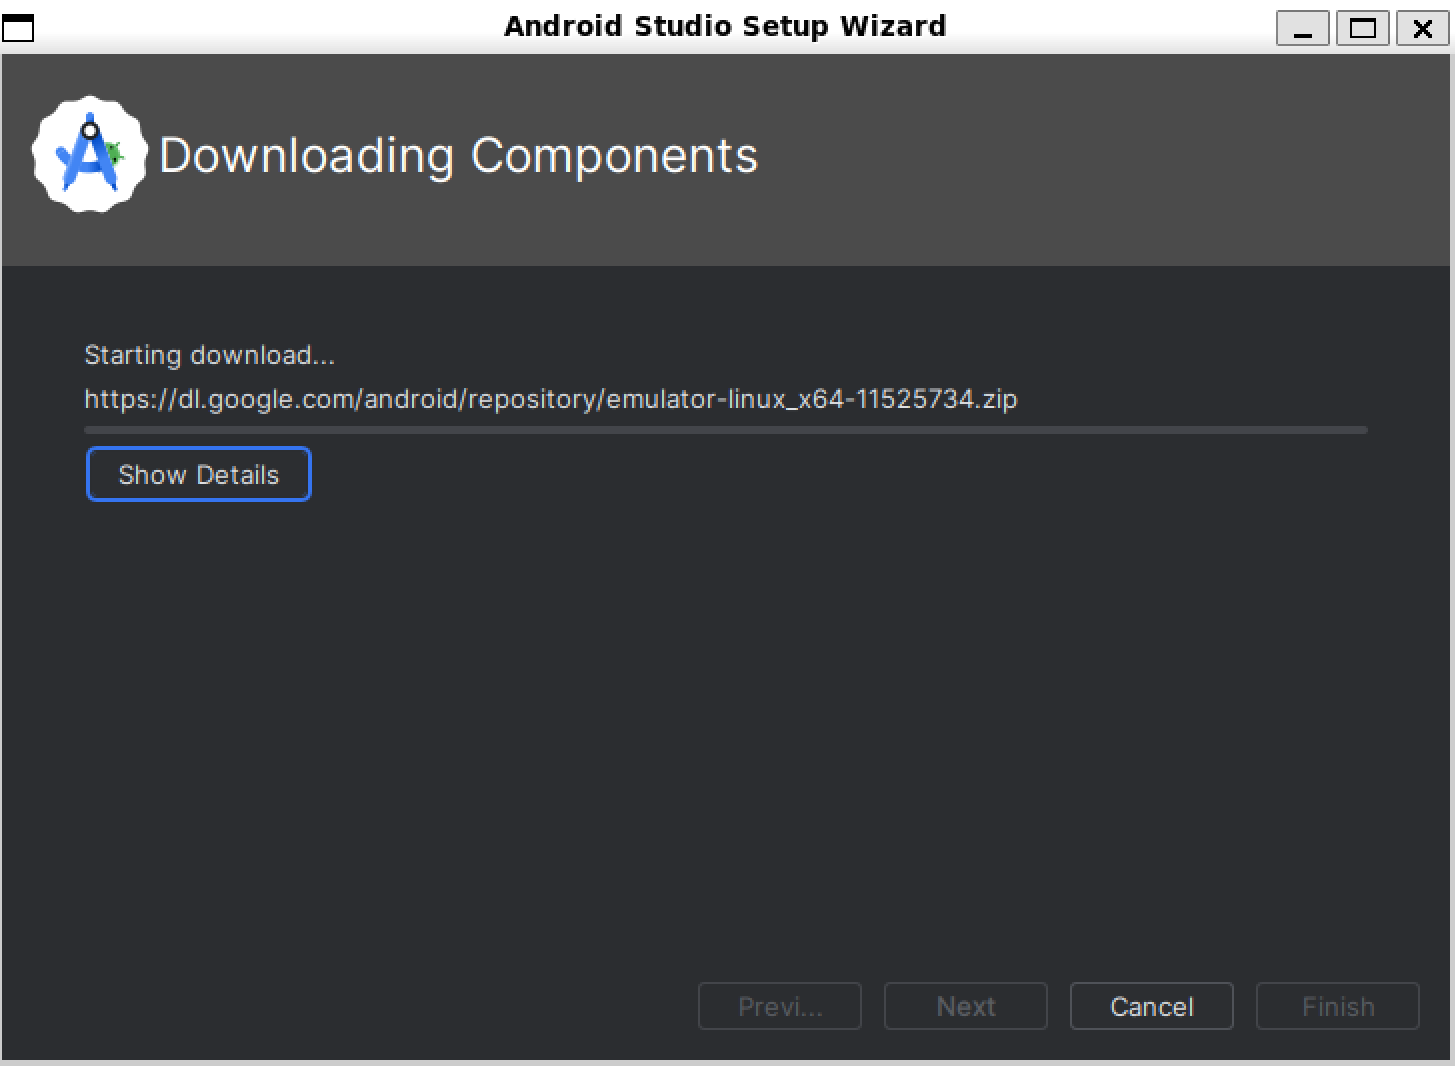 Android Studio Setup Wizard
Downloading Components
Starting download...
https://dl.google.com/android/repository/emulator-linux_x64-11525734.zip
Show Details
Previ...
Next
Cancel
Finish